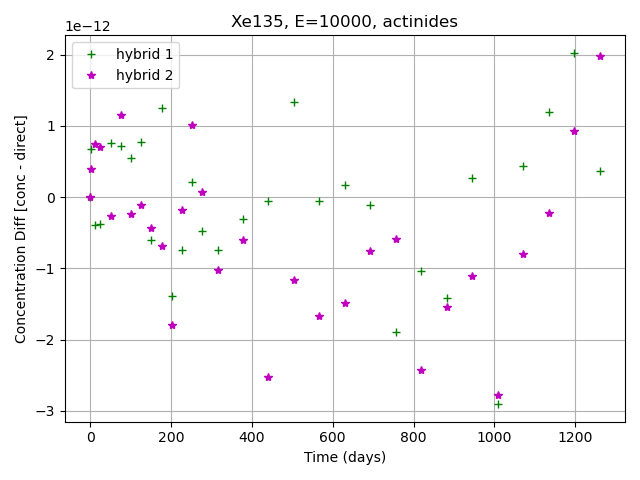 Xe135, E=10000, actinides
1e−12
hybrid 1
hybrid 2
Concentration Diff [conc - direct]
2
1
0
−1
−2
−3
0 200 400 600 800 1000 1200
Time (days)